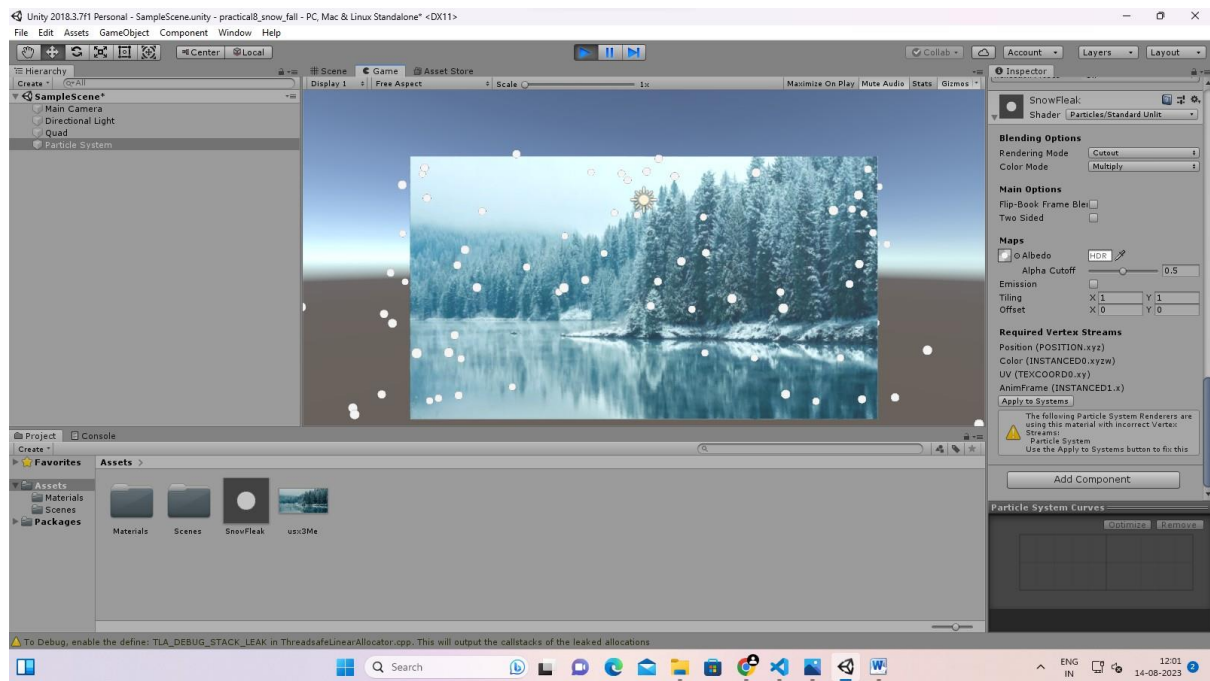 Unity 2018.3.7f1 Personal - SampleScene.unity - practical8_snow_fall - PC, Mac & Linux Standalone* <DX11>
File Edit Assets GameObject Component Window Help
Center Local Collab Account Layers Layout
Hierarchy
Create All
SampleScene*
Main Camera
Directional Light
Quad
Particle System
Scene Game Asset Store
Display 1 Free Aspect Scale 1x Maximize On Play Mute Audio Stats Gizmos
Inspector
SnowFleak
Shader Particles/Standard Unlit
Blending Options
Rendering Mode Cutout
Color Mode Multiply
Main Options
Flip-Book Frame Blei
Two Sided
Maps
Albedo HDR
Alpha Cutoff 0.5
Emission
Tiling X 1 Y 1
Offset X 0 Y 0
Required Vertex Streams
Position (POSITION.xyz)
Color (INSTANCED0.xyzw)
UV (TEXCOORD0.xy)
AnimFrame (INSTANCED1.x)
Apply to Systems
The following Particle System Renderers are
using this material with incorrect Vertex
Streams:
Particle System
Use the Apply to Systems button to fix this
Add Component
Particle System Curves
Optimize Remove
Project Console
Create
Favorites
Assets
Materials
Scenes
Packages
Assets >
Materials Scenes SnowFleak usx3Me
To Debug, enable the define: TLA_DEBUG_STACK_LEAK in ThreadsafeLinearAllocator.cpp. This will output the callstacks of the leaked allocations
Search
ENG
IN
12:01
14-08-2023
2